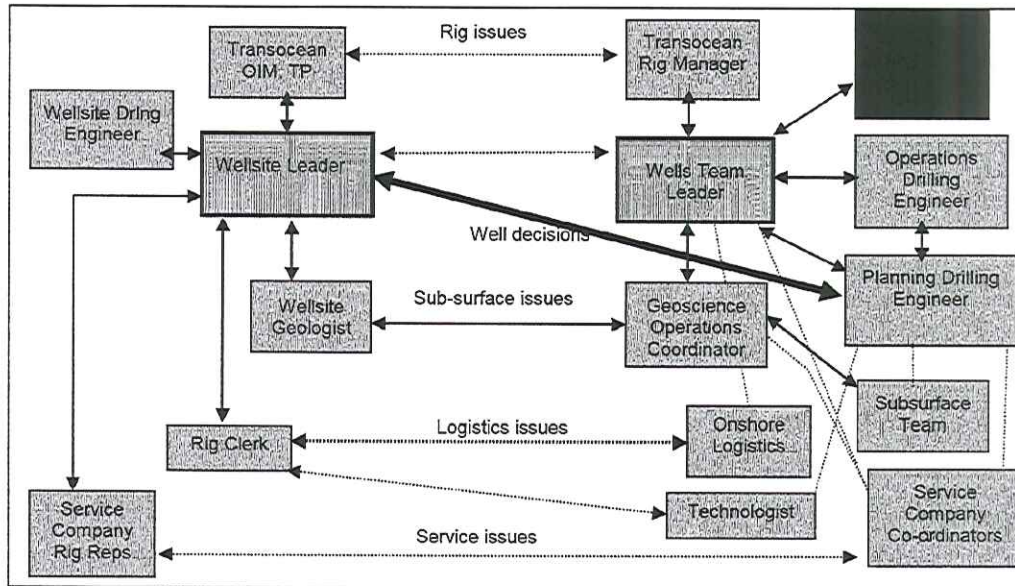 Rig issues
Transocean
OIM, TP
Transocean
Rig Manager
Wellsite Drlng
Engineer
Wellsite Leader
Wells Team
Leader
Operations
Drilling
Engineer
Well decisions
Planning Drilling
Engineer
Wellsite
Geologist
Sub-surface issues
Geoscience
Operations
Coordinator
Subsurface
Team
Rig Clerk
Logistics issues
Onshore
Logistics
Technologist
Service
Company
Rig Reps
Service issues
Service
Company
Co-ordinators